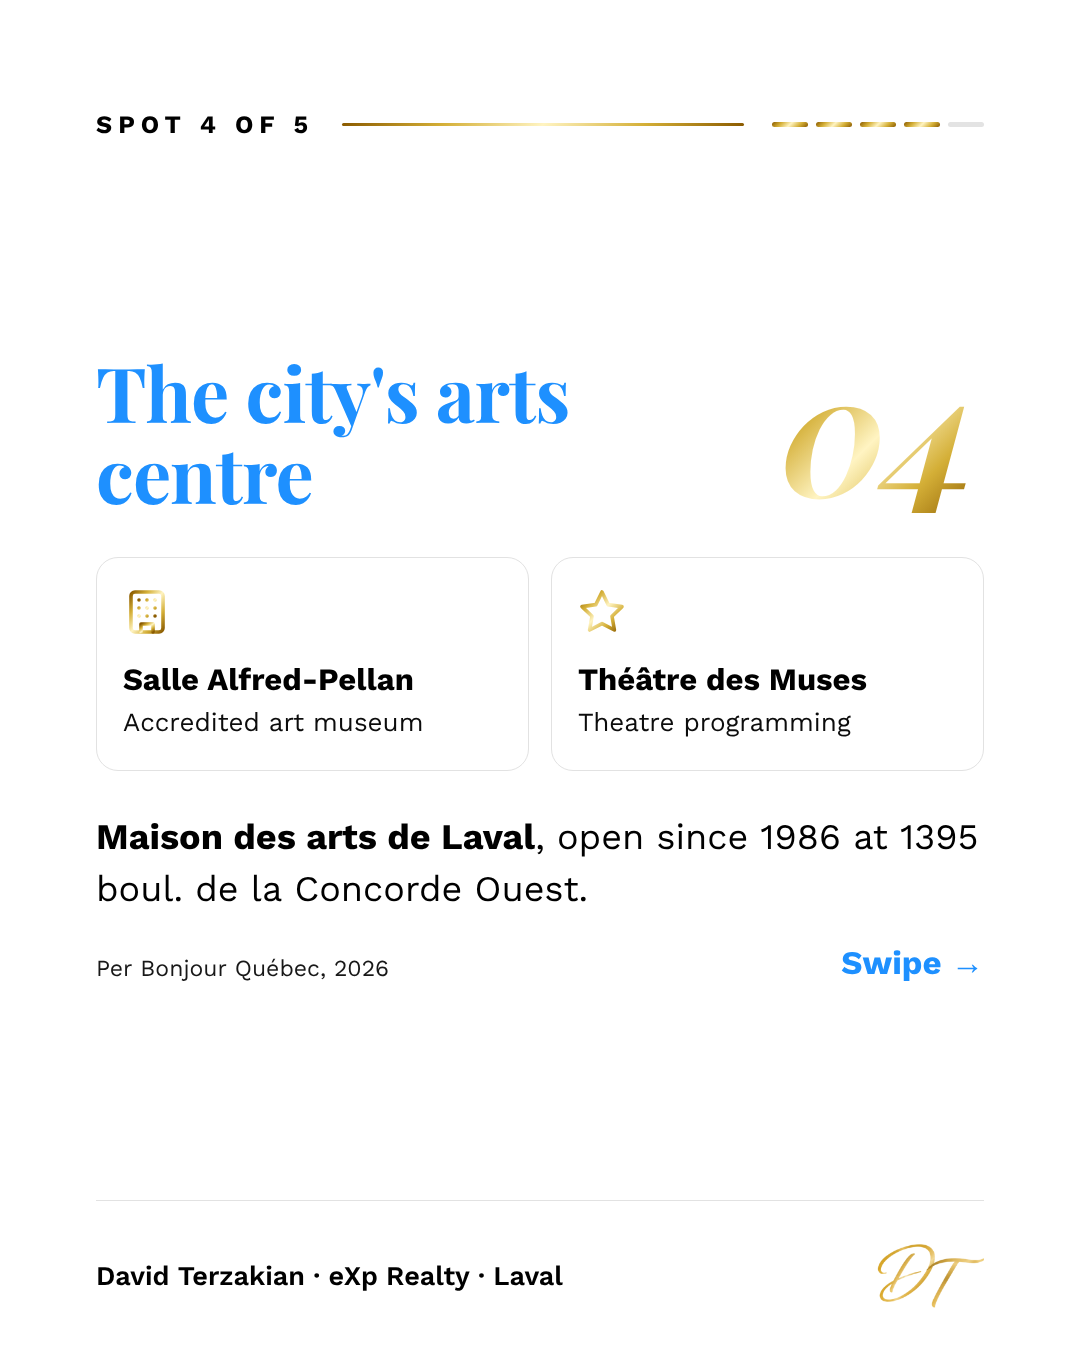 SPOT 4 OF 5
The city's arts
centre
04
Salle Alfred-Pellan
Accredited art museum
Théâtre des Muses
Theatre programming
Maison des arts de Laval, open since 1986 at 1395
boul. de la Concorde Ouest.
Per Bonjour Québec, 2026
Swipe →
David Terzakian · eXp Realty · Laval
DT